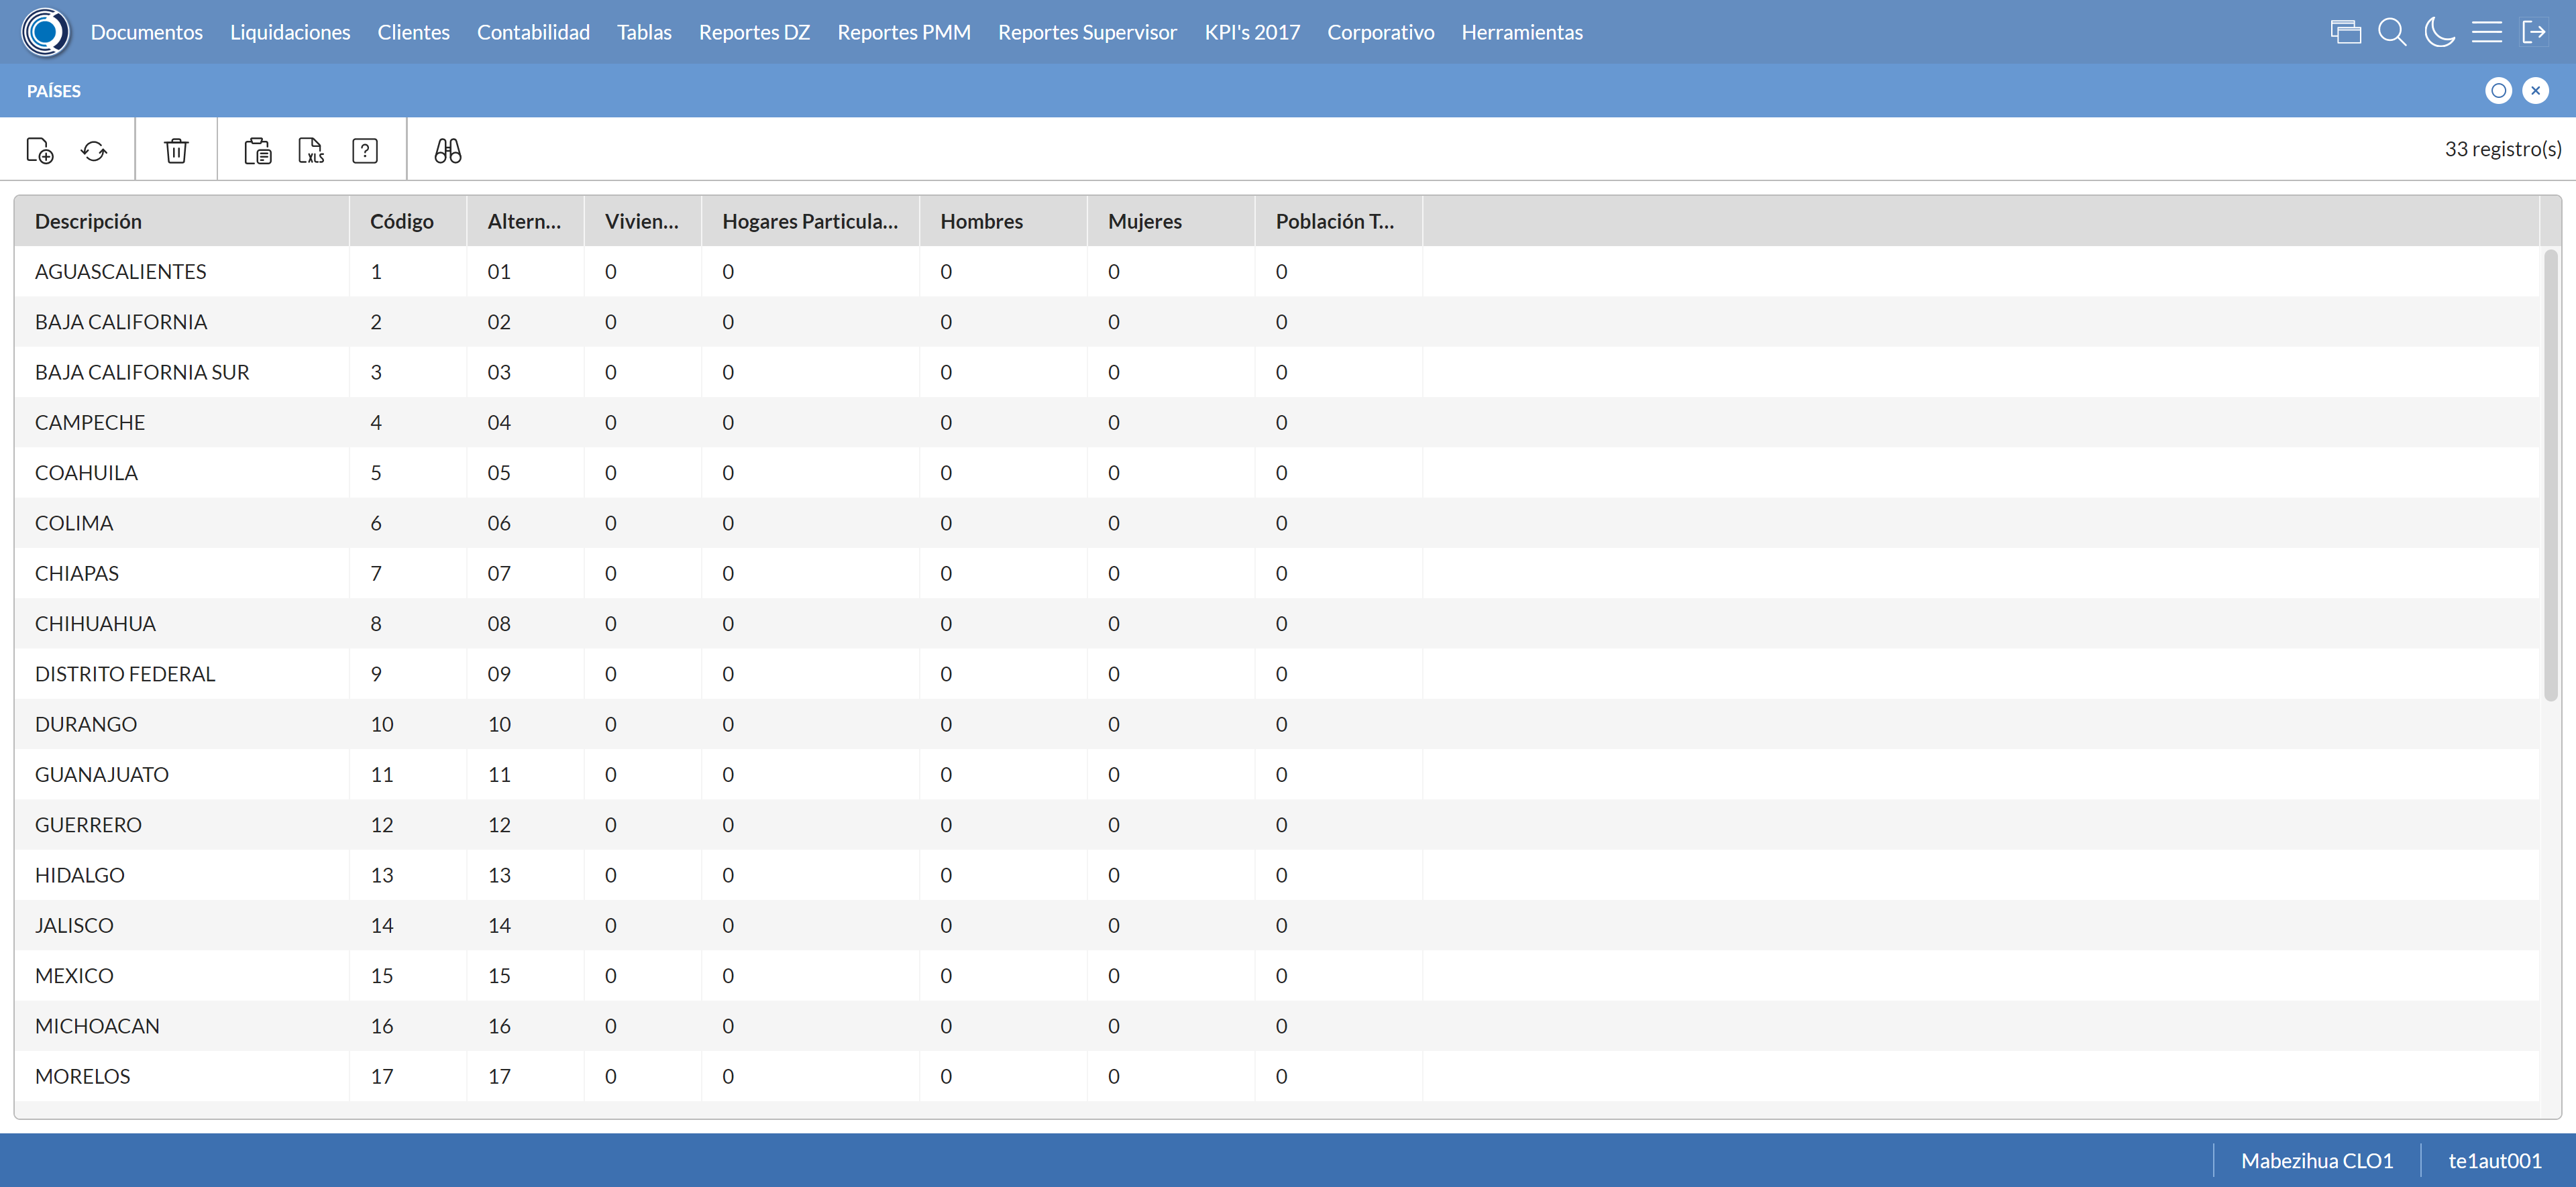 Documentos Liquidaciones Clientes Contabilidad Tablas Reportes DZ Reportes PMM Reportes Supervisor KPI's 2017 Corporativo Herramientas
PAÍSES
XLS ? 33 registro(s)
Descripción Código Altern... Vivien... Hogares Particula... Hombres Mujeres Población T...
AGUASCALIENTES 1 01 0 0 0 0 0
BAJA CALIFORNIA 2 02 0 0 0 0 0
BAJA CALIFORNIA SUR 3 03 0 0 0 0 0
CAMPECHE 4 04 0 0 0 0 0
COAHUILA 5 05 0 0 0 0 0
COLIMA 6 06 0 0 0 0 0
CHIAPAS 7 07 0 0 0 0 0
CHIHUAHUA 8 08 0 0 0 0 0
DISTRITO FEDERAL 9 09 0 0 0 0 0
DURANGO 10 10 0 0 0 0 0
GUANAJUATO 11 11 0 0 0 0 0
GUERRERO 12 12 0 0 0 0 0
HIDALGO 13 13 0 0 0 0 0
JALISCO 14 14 0 0 0 0 0
MEXICO 15 15 0 0 0 0 0
MICHOACAN 16 16 0 0 0 0 0
MORELOS 17 17 0 0 0 0 0
Mabezihua CLO1 te1aut001